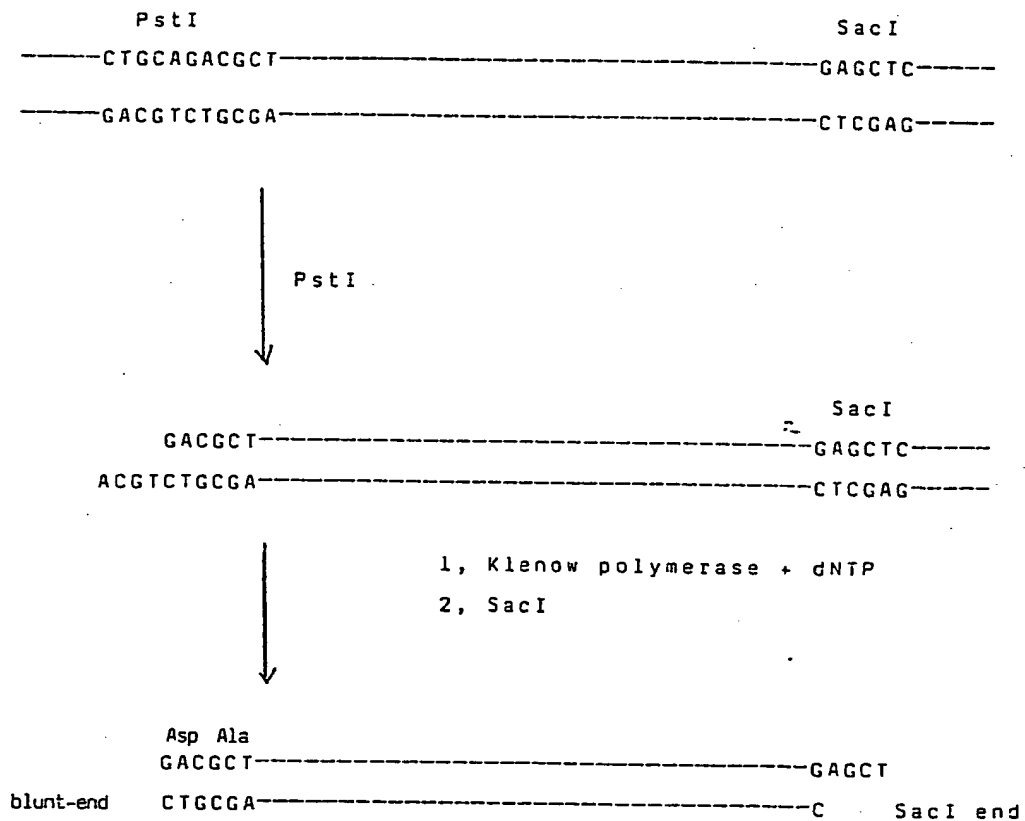 PstI
SacI
-----CTGCAGACGCT------------------------------GAGCTC-----
-----GACGTCTGCGA------------------------------CTCGAG-----
PstI
SacI
GACGCT------------------------------GAGCTC-----
ACGTCTGCGA------------------------------CTCGAG-----
1, Klenow polymerase + dNTP
2, SacI
Asp Ala
GACGCT------------------------------GAGCT
blunt-end CTGCGA------------------------------C SacI end